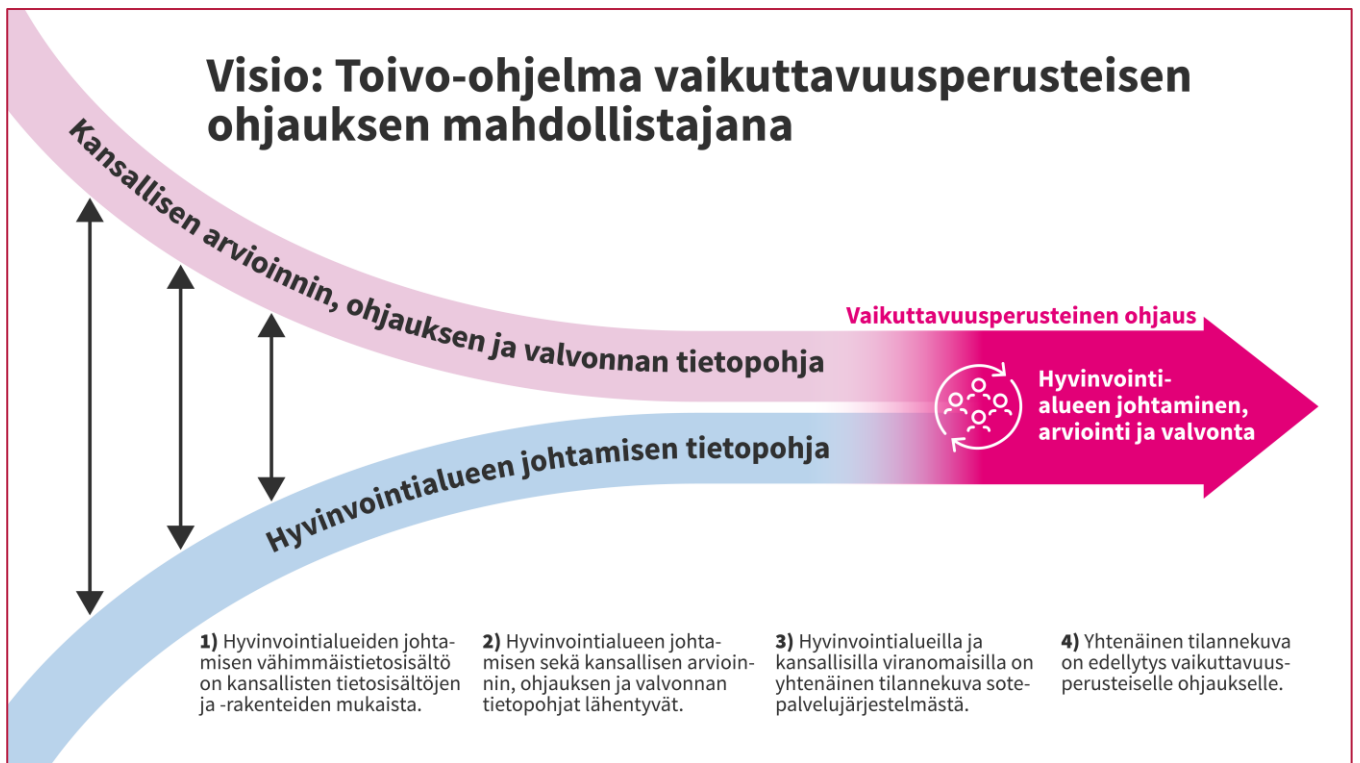 Visio: Toivo-ohjelma vaikuttavuusperusteisen
ohjauksen mahdollistajana
Kansallisen arvioinnin, ohjauksen ja valvonnan tietopohja
Vaikuttavuusperusteinen ohjaus
Hyvinvointi-
alueen johtaminen,
arviointi ja valvonta
Hyvinvointialueen johtamisen tietopohja
1) Hyvinvointialueiden johta-
misen vähimmäistietosisältö
on kansallisten tietosisältöjen
ja -rakenteiden mukaista.
2) Hyvinvointialueen johta-
misen sekä kansallisen arvioin-
nin, ohjauksen ja valvonnan
tietopohjat lähentyvät.
3) Hyvinvointialueilla ja
kansallisilla viranomaisilla on
yhtenäinen tilannekuva sote-
palvelujärjestelmästä.
4) Yhtenäinen tilannekuva
on edellytys vaikuttavuus-
perusteiselle ohjaukselle.